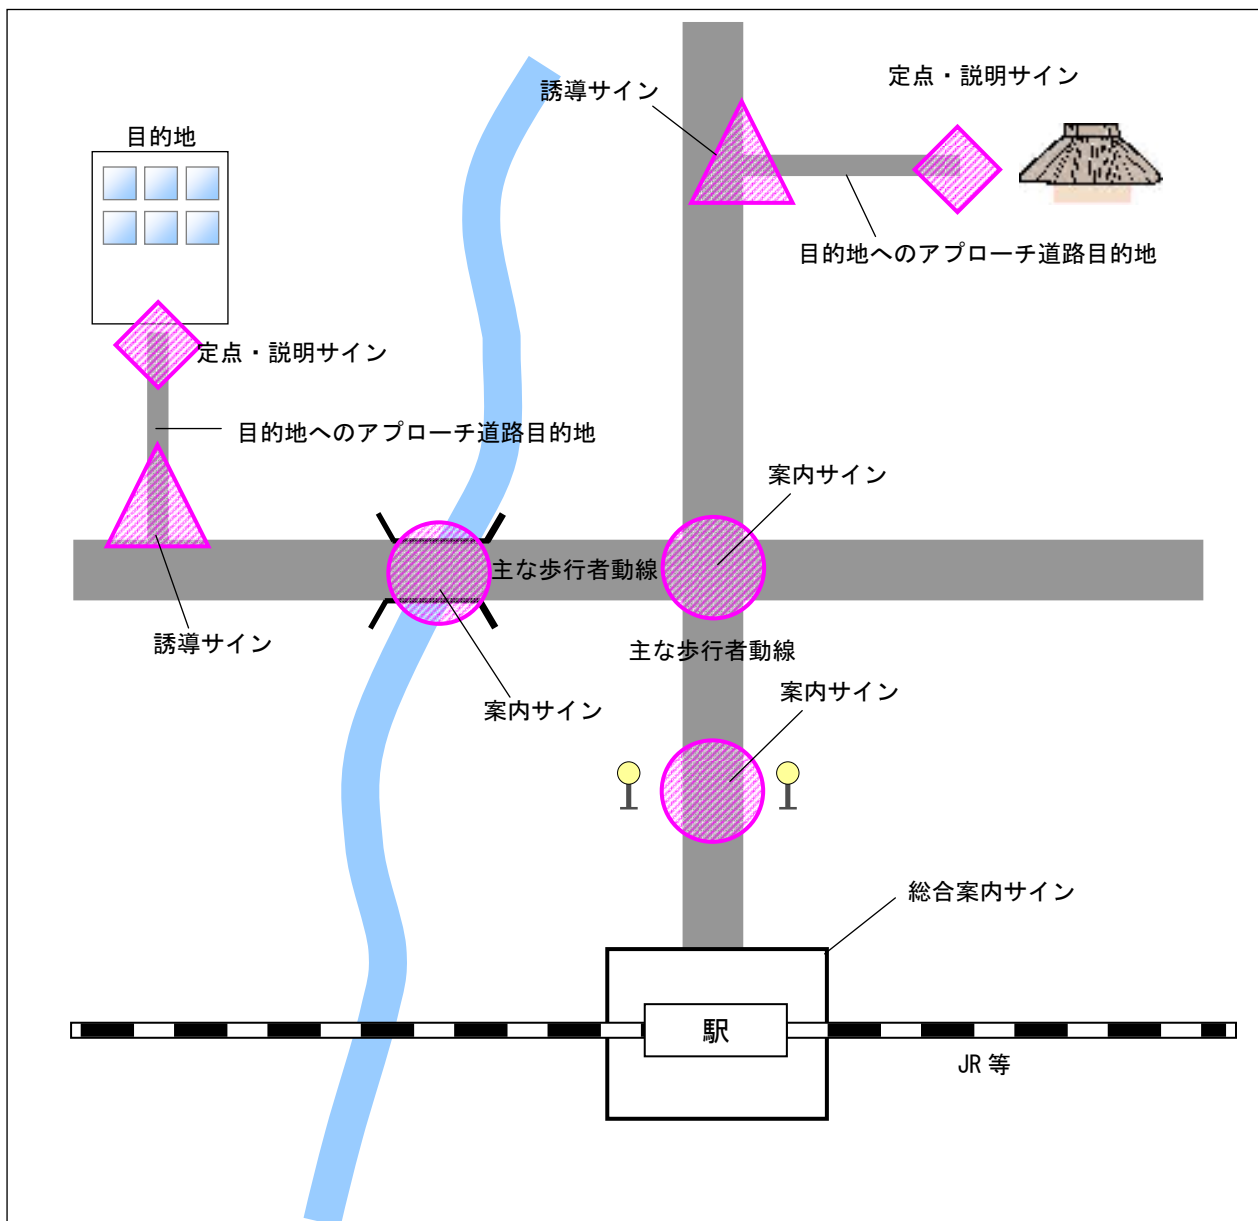 定点・説明サイン
誘導サイン
目的地
目的地へのアプローチ道路目的地
定点・説明サイン
目的地へのアプローチ道路目的地
案内サイン
主な歩行者動線
誘導サイン
主な歩行者動線
案内サイン
案内サイン
総合案内サイン
駅
JR 等